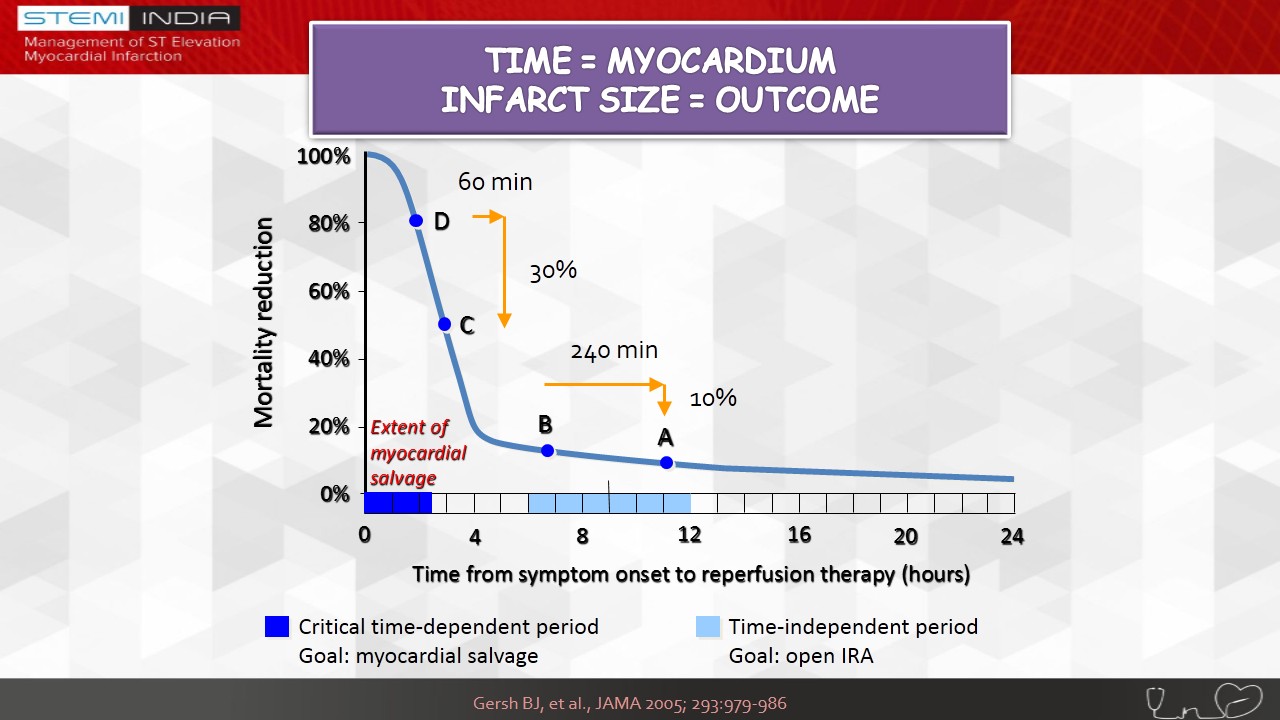 STEMI INDIA
Management of ST Elevation
Myocardial Infarction
TIME = MYOCARDIUM
INFARCT SIZE = OUTCOME
Mortality reduction
100%
80%
60%
40%
20%
0%
60 min
D
30%
C
240 min
10%
B
A
Extent of
myocardial
salvage
0 4 8 12 16 20 24
Time from symptom onset to reperfusion therapy (hours)
Critical time-dependent period
Goal: myocardial salvage
Time-independent period
Goal: open IRA
Gersh BJ, et al., JAMA 2005; 293:979-986